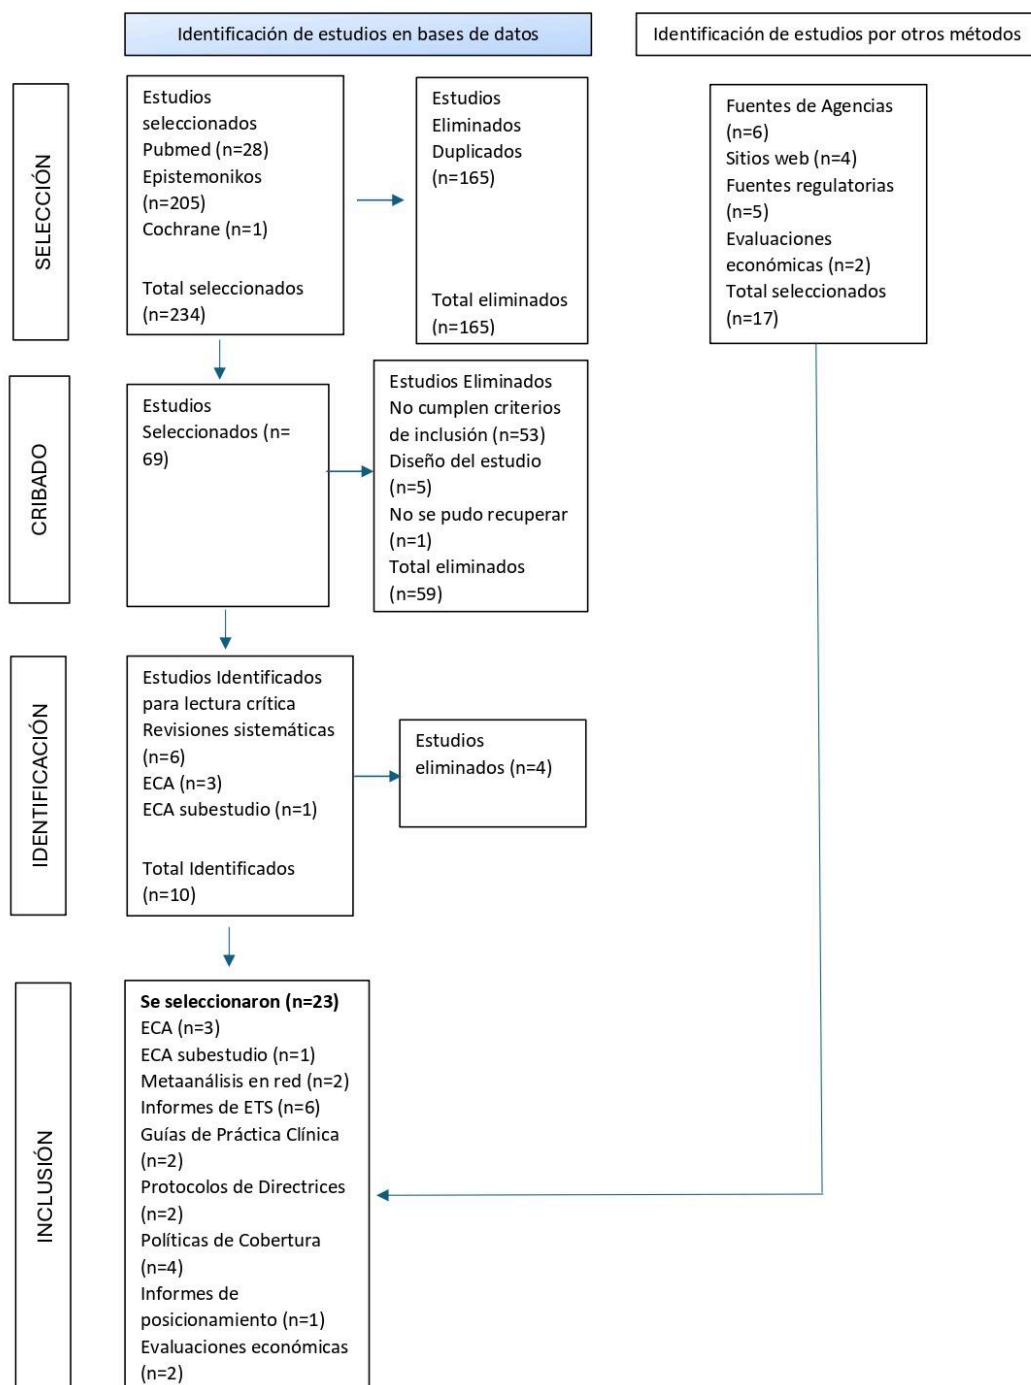 Identificación de estudios en bases de datos
Identificación de estudios por otros métodos
SELECCIÓN
Estudios
seleccionados
Pubmed (n=28)
Epistemonikos
(n=205)
Cochrane (n=1)
Total seleccionados
(n=234)
Estudios
Eliminados
Duplicados
(n=165)
Total eliminados
(n=165)
Fuentes de Agencias
(n=6)
Sitios web (n=4)
Fuentes regulatorias
(n=5)
Evaluaciones
económicas (n=2)
Total seleccionados
(n=17)
CRIBADO
Estudios
Seleccionados (n=
69)
Estudios Eliminados
No cumplen criterios
de inclusión (n=53)
Diseño del estudio
(n=5)
No se pudo recuperar
(n=1)
Total eliminados
(n=59)
IDENTIFICACIÓN
Estudios Identificados
para lectura crítica
Revisiones sistemáticas
(n=6)
ECA (n=3)
ECA subestudio (n=1)
Total Identificados
(n=10)
Estudios
eliminados (n=4)
INCLUSIÓN
Se seleccionaron (n=23)
ECA (n=3)
ECA subestudio (n=1)
Metaanálisis en red (n=2)
Informes de ETS (n=6)
Guías de Práctica Clínica
(n=2)
Protocolos de Directrices
(n=2)
Políticas de Cobertura
(n=4)
Informes de
posicionamiento (n=1)
Evaluaciones económicas
(n=2)